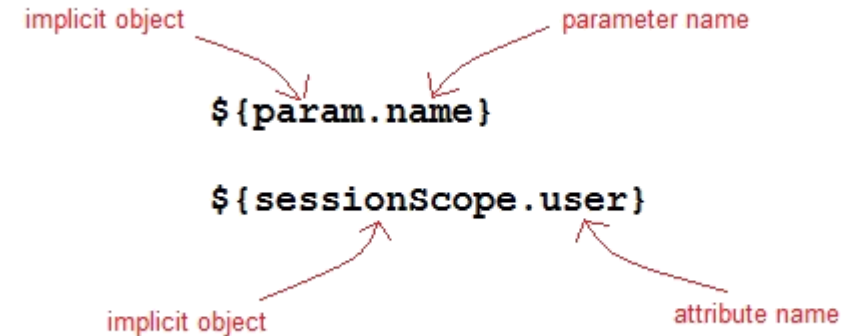 implicit object parameter name
${param.name}
${sessionScope.user}
implicit object attribute name